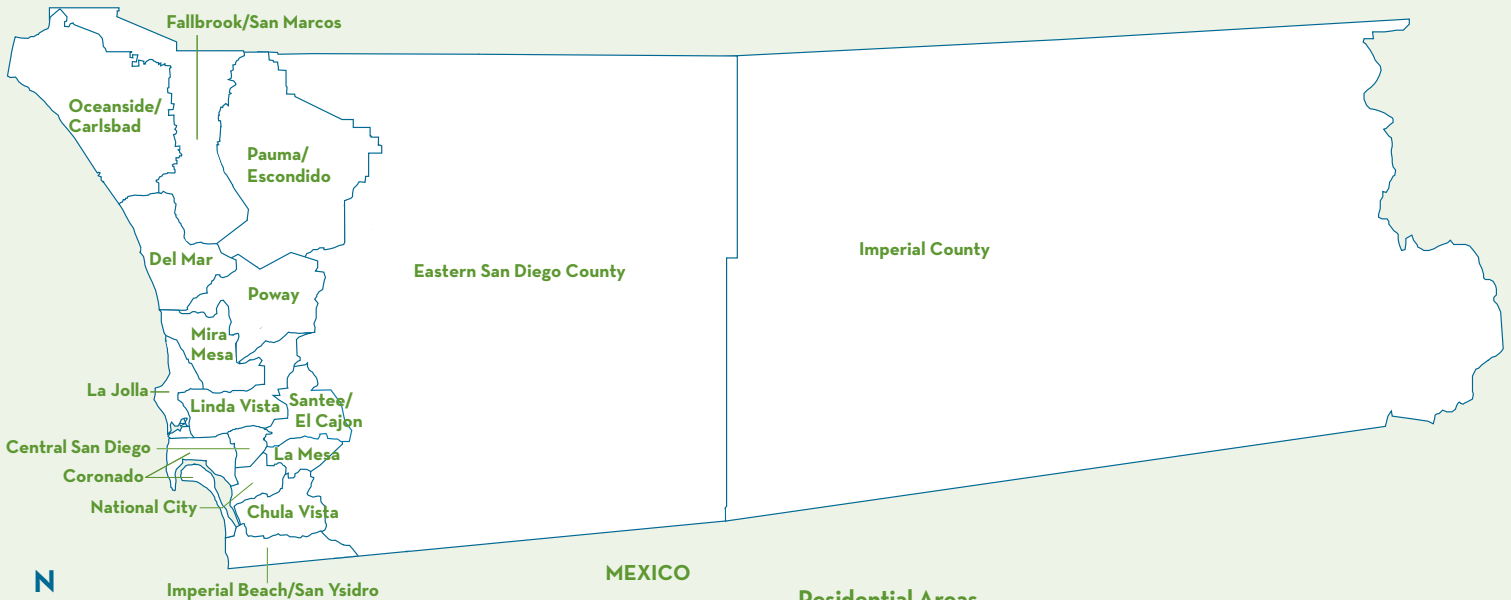 Fallbrook/San Marcos
Oceanside/
Carlsbad
Pauma/
Escondido
Del Mar
Eastern San Diego County
Imperial County
Poway
Mira
Mesa
La Jolla
Linda Vista
Santee/
El Cajon
Central San Diego
La Mesa
Coronado
National City
Chula Vista
N
MEXICO
Imperial Beach/San Ysidro
Residential Areas